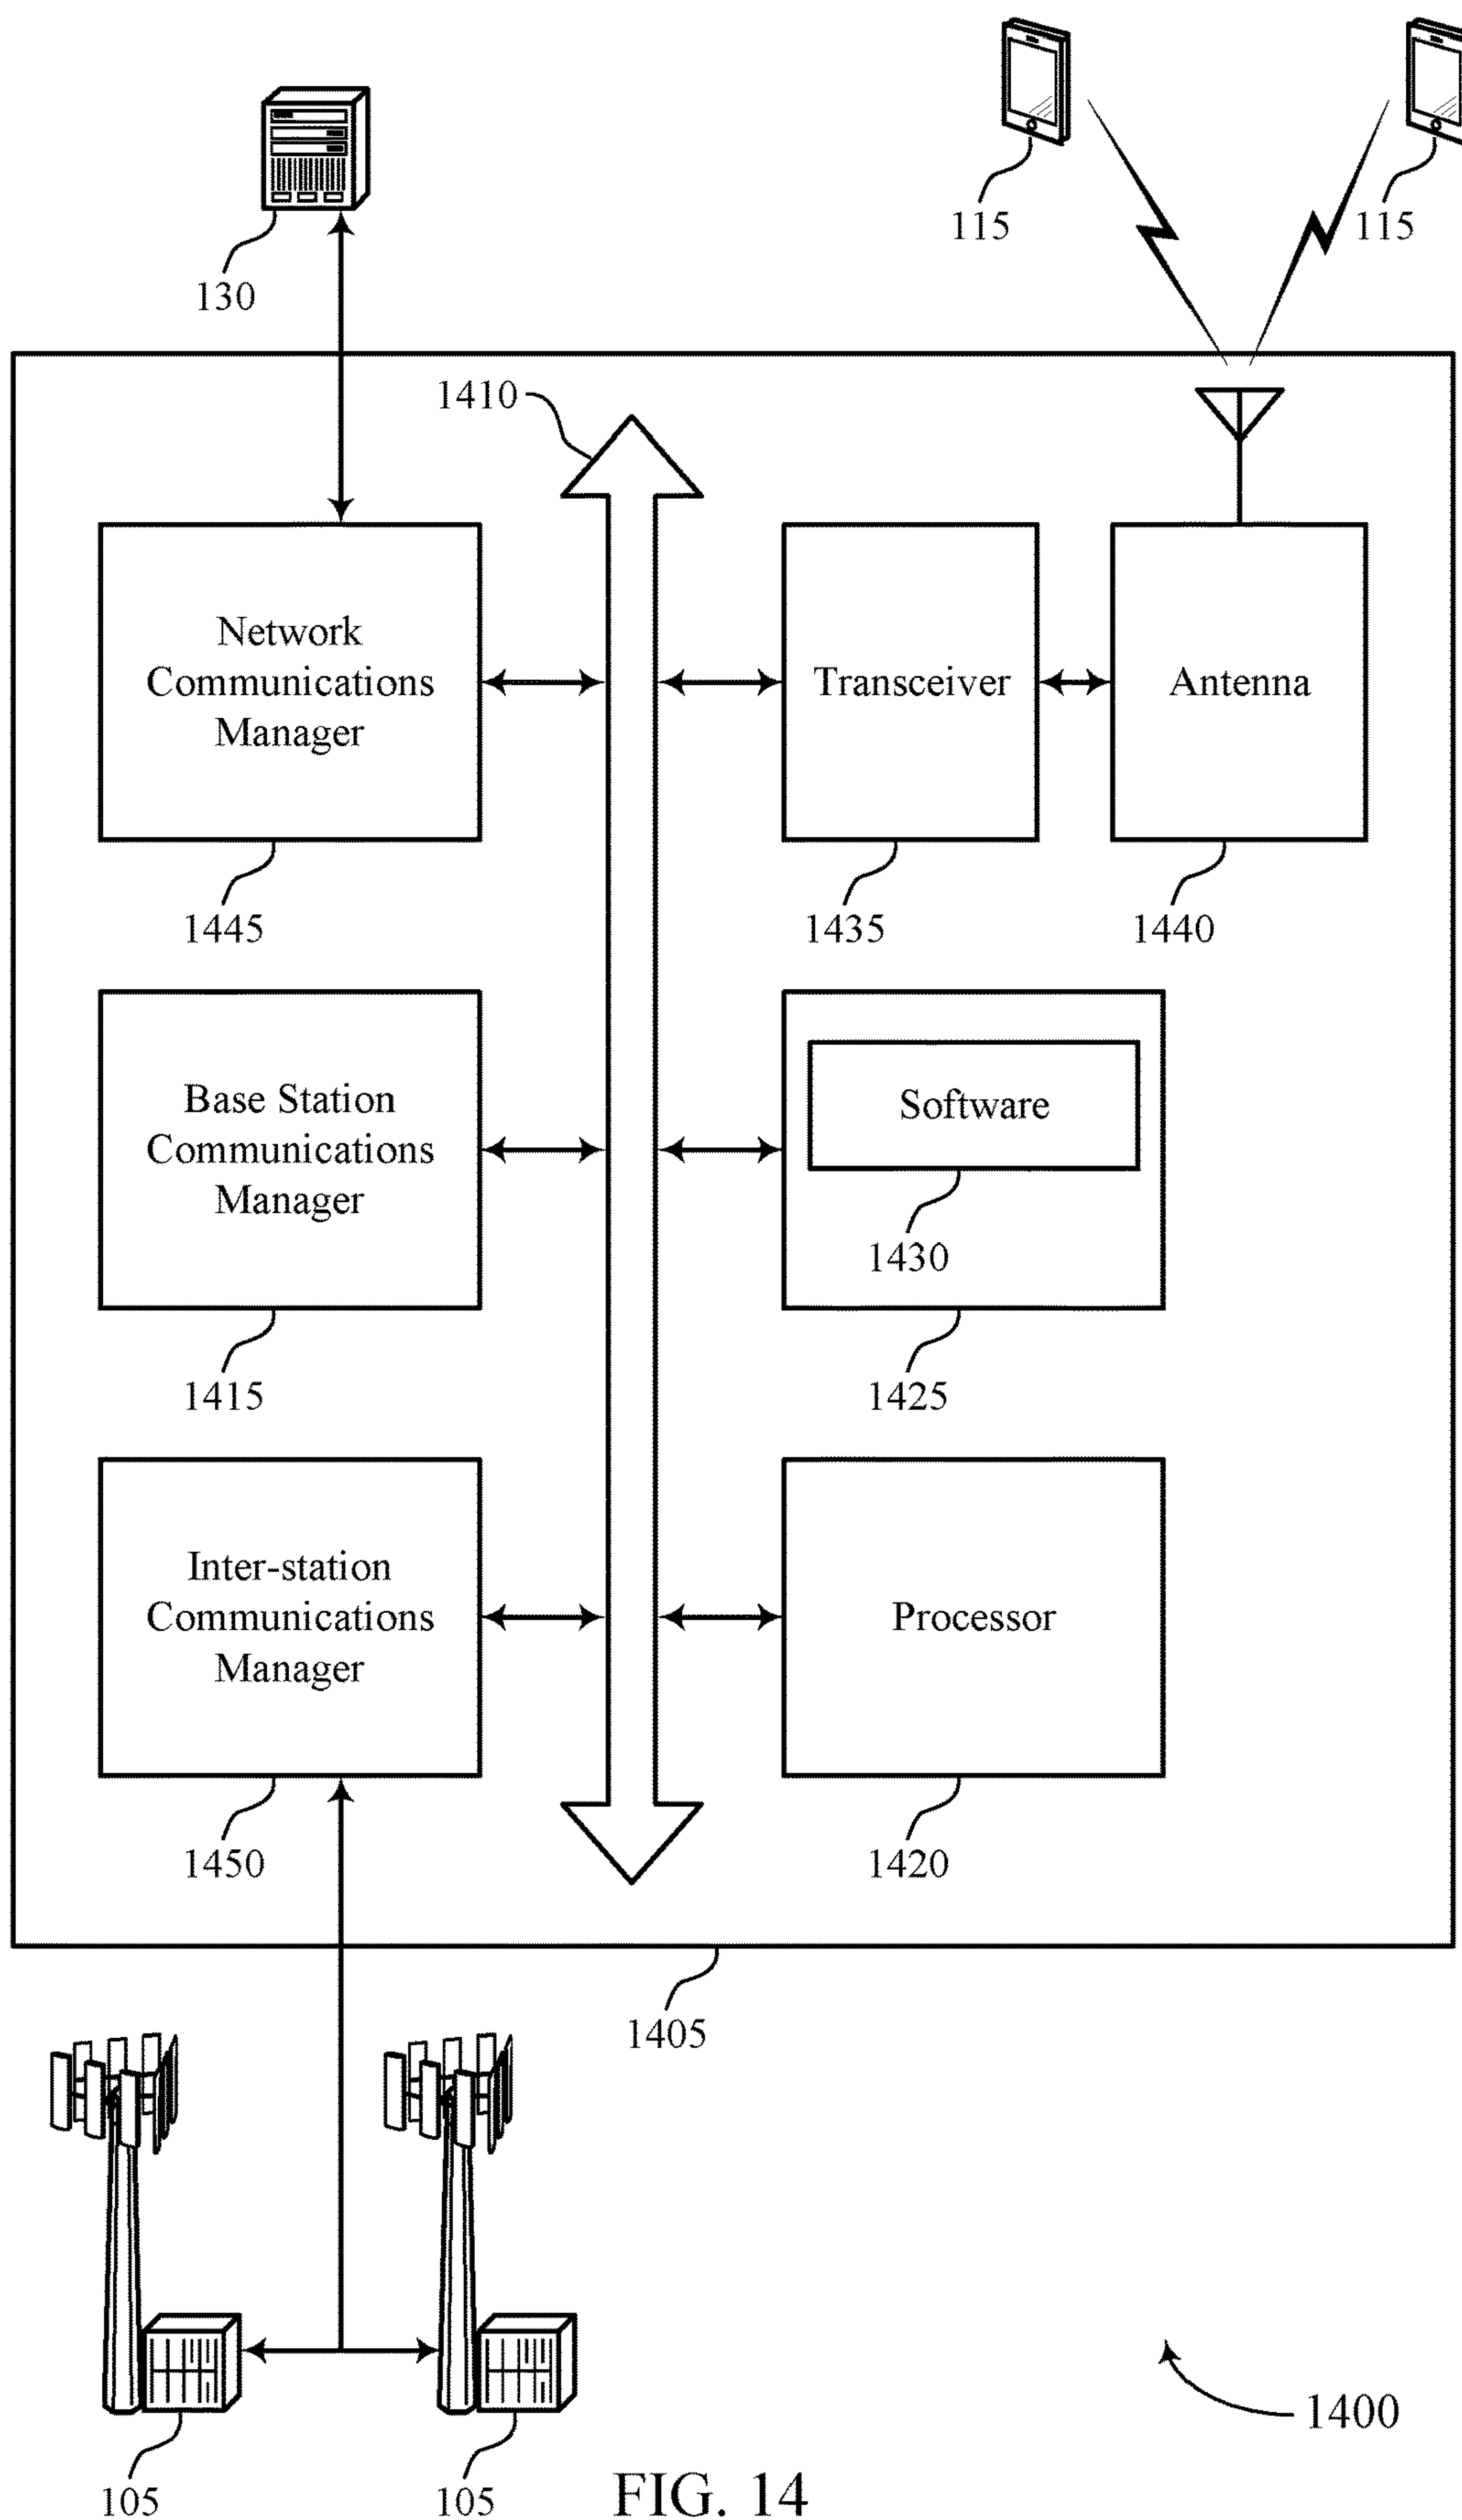 115
115
130
1410
Network
Communications
Manager
Transceiver
Antenna
1445
1435
1440
Base Station
Communications
Manager
Software
1430
1415
1425
Inter-station
Communications
Manager
Processor
1450
1420
1405
1400
105
105
FIG. 14